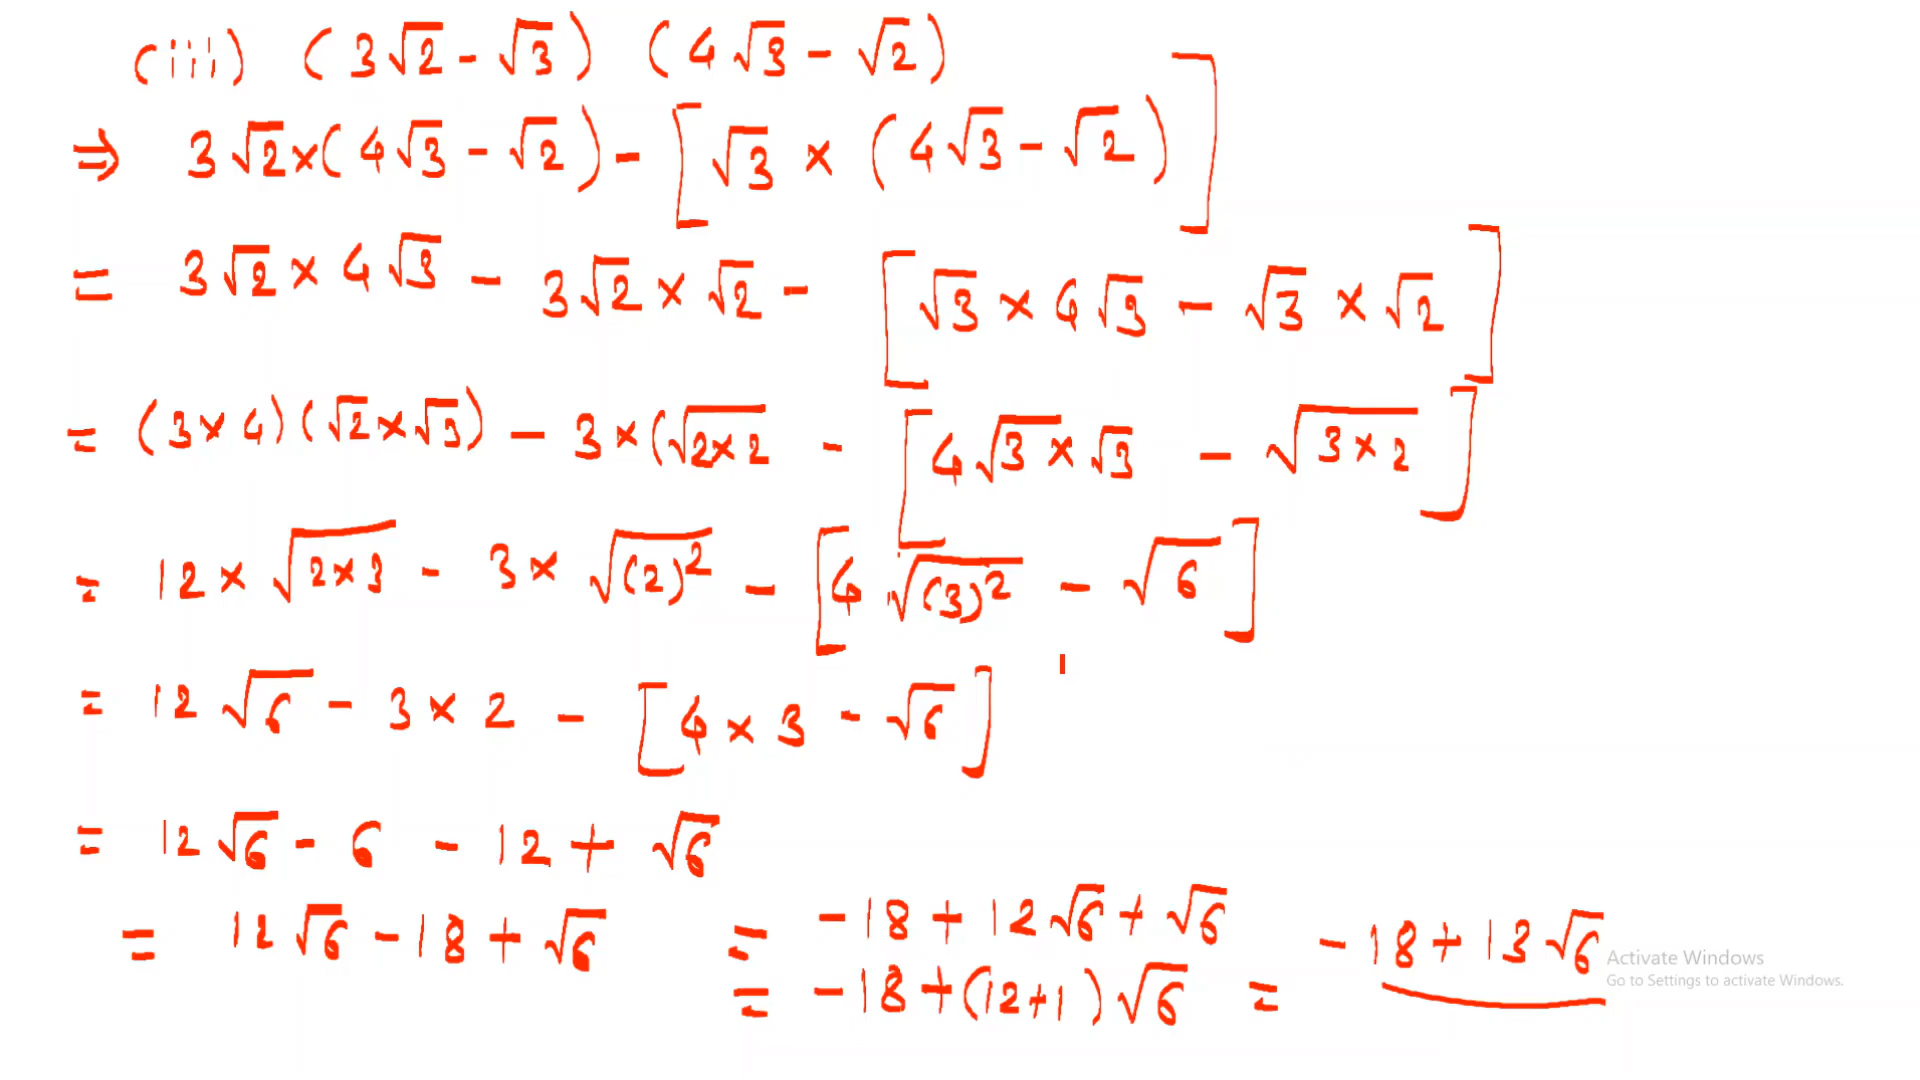 (iii) (3√2 - √3) (4√3 - √2)
⇒ 3√2×(4√3 - √2) - [√3 × (4√3 - √2)]
= 3√2 × 4√3 - 3√2 × √2 - [√3 × 4√3 - √3 × √2]
= (3×4)(√2×√3) - 3×(√2×2 - [4√3×√3 - √3×2]
= 12 × √2×3 - 3× √(2)² - [4 √(3)² - √6]
= 12 √6 - 3 × 2 - [4 × 3 - √6]
= 12 √6 - 6 - 12 + √6
= 12 √6 - 18 + √6 = -18 + 12√6 + √6
= -18 + (12+1) √6 = -18 + 13√6
Activate Windows
Go to Settings to activate Windows.